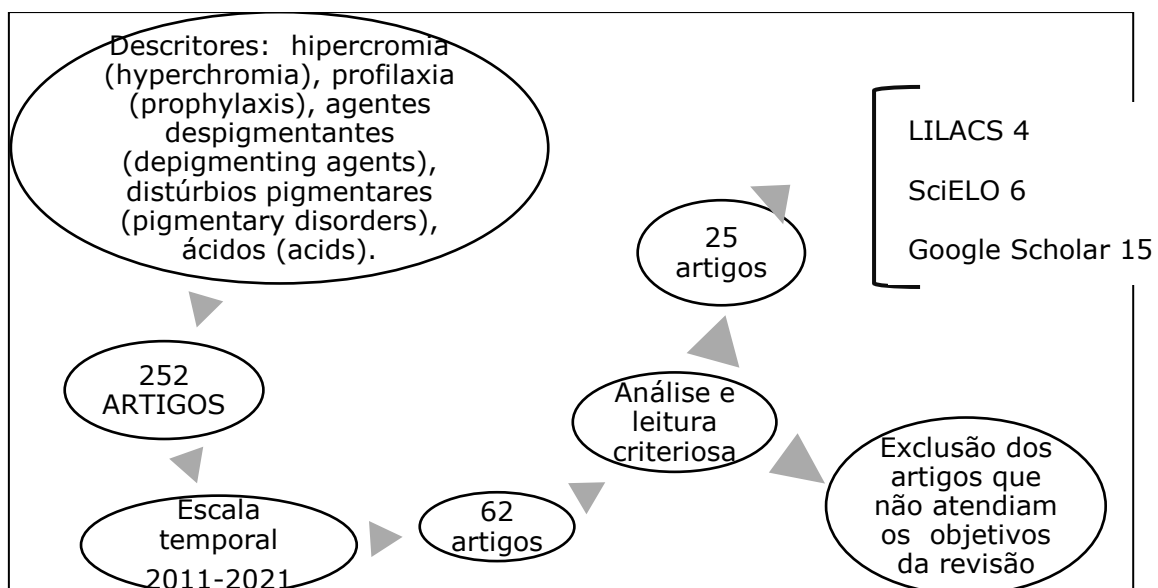 Descritores: hipercromia
(hyperchromia), profilaxia
(prophylaxis), agentes
despigmentantes
(depigmenting agents),
distúrbios pigmentares
(pigmentary disorders),
ácidos (acids).
252
ARTIGOS
Escala
temporal
2011-2021
62
artigos
Análise e
leitura
criteriosa
Exclusão dos
artigos que
não atendiam
os objetivos
da revisão
25
artigos
LILACS 4
SciELO 6
Google Scholar 15